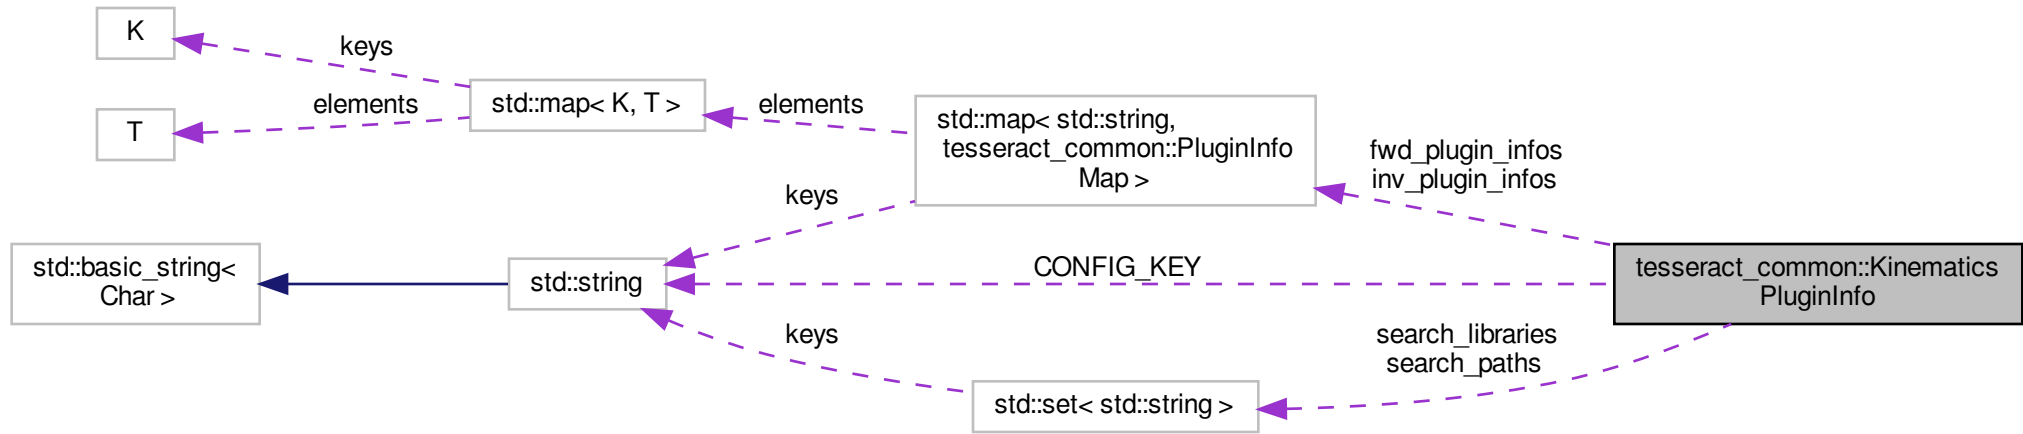 K
keys
T
elements
std::map< K, T >
elements
std::map< std::string,
tesseract_common::PluginInfo
Map >
fwd_plugin_infos
inv_plugin_infos
keys
std::basic_string<
Char >
std::string
CONFIG_KEY
tesseract_common::Kinematics
PluginInfo
keys
search_libraries
search_paths
std::set< std::string >